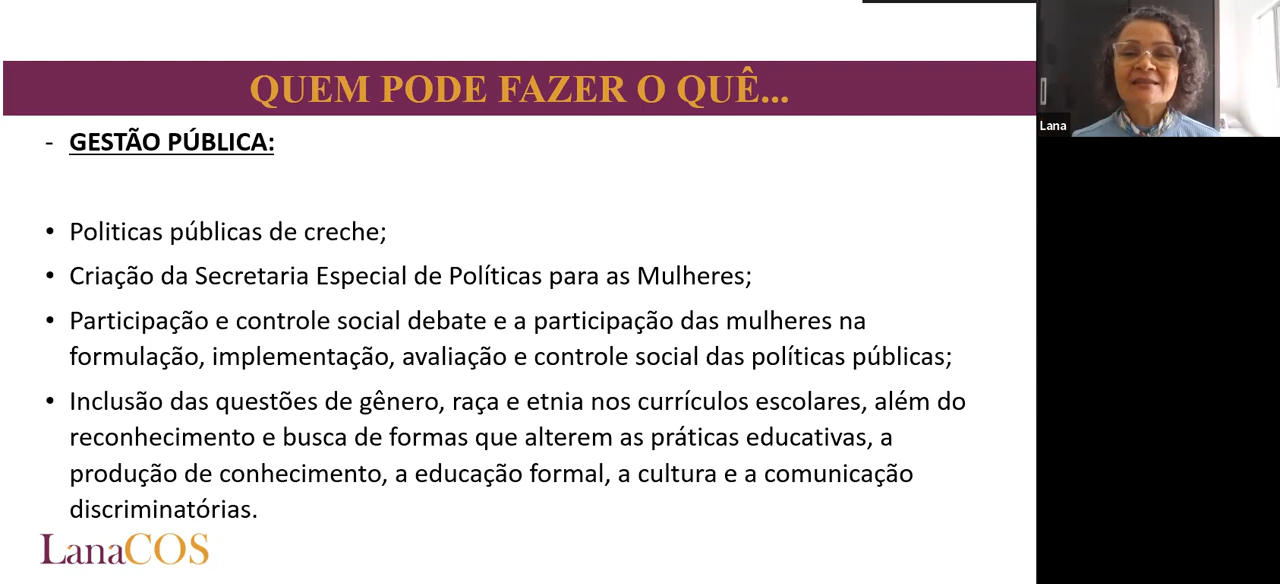 QUEM PODE FAZER O QUÊ...
- GESTÃO PÚBLICA:
• Politicas públicas de creche;
• Criação da Secretaria Especial de Políticas para as Mulheres;
• Participação e controle social debate e a participação das mulheres na
formulação, implementação, avaliação e controle social das políticas públicas;
• Inclusão das questões de gênero, raça e etnia nos currículos escolares, além do
reconhecimento e busca de formas que alterem as práticas educativas, a
produção de conhecimento, a educação formal, a cultura e a comunicação
discriminatórias.
LanaCOS
Lana